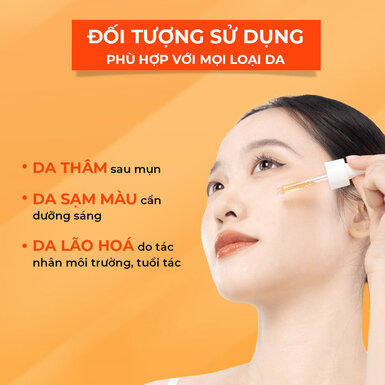 ĐỐI TƯỢNG SỬ DỤNG
PHÙ HỢP VỚI MỌI LOẠI DA
• DA THÂM sau mụn
• DA SẠM MÀU cần
dưỡng sáng
• DA LÃO HOÁ do tác
nhân môi trường, tuổi tác